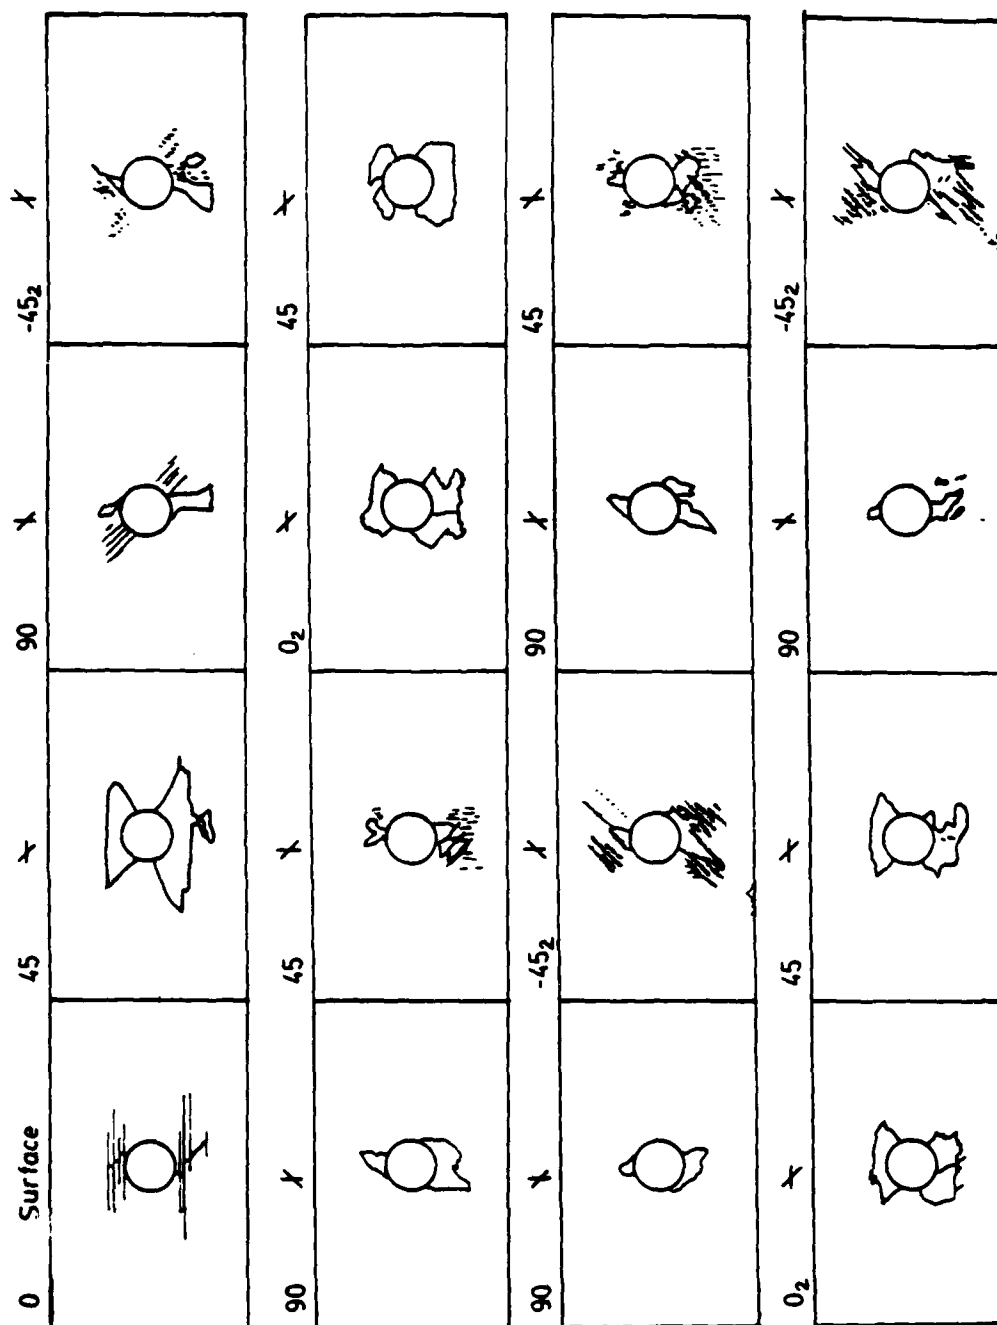 0 Surface 45 X 90 X -45₂ X
90 X 45 X 0₂ X 45 X
90 X -45₂ X 90 X 45 X
0₂ X 45 X 90 X -45₂ X